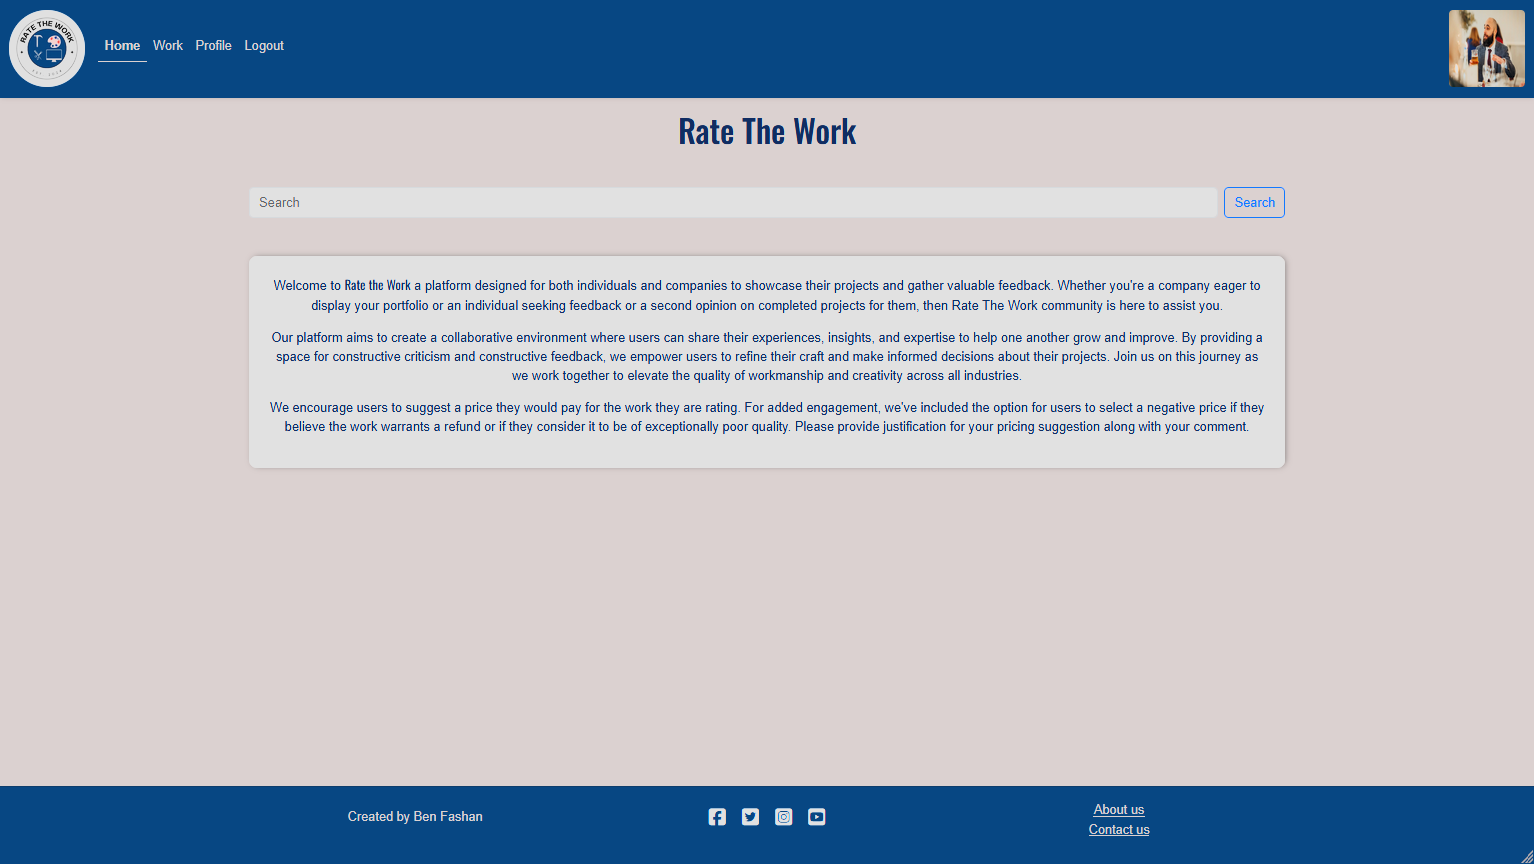 RATE THE WORK
Home Work Profile Logout
Rate The Work
Search Search
Welcome to Rate the Work a platform designed for both individuals and companies to showcase their projects and gather valuable feedback. Whether you're a company eager to
display your portfolio or an individual seeking feedback or a second opinion on completed projects for them, then Rate The Work community is here to assist you.
Our platform aims to create a collaborative environment where users can share their experiences, insights, and expertise to help one another grow and improve. By providing a
space for constructive criticism and constructive feedback, we empower users to refine their craft and make informed decisions about their projects. Join us on this journey as
we work together to elevate the quality of workmanship and creativity across all industries.
We encourage users to suggest a price they would pay for the work they are rating. For added engagement, we've included the option for users to select a negative price if they
believe the work warrants a refund or if they consider it to be of exceptionally poor quality. Please provide justification for your pricing suggestion along with your comment.
Created by Ben Fashan
About us
Contact us